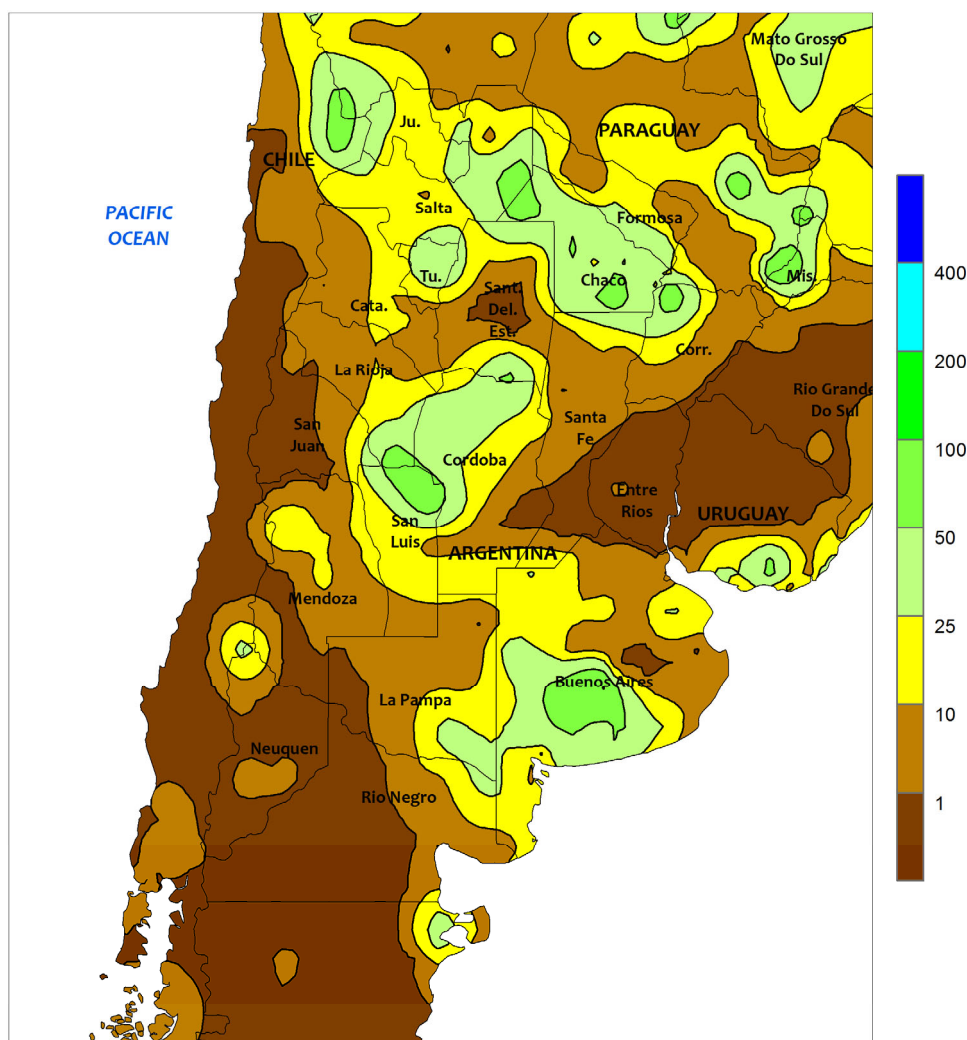 Mato Grosso
Do Sul
Ju.
PARAGUAY
CHILE
PACIFIC
OCEAN
Salta
Formosa
400
Tu.
Chaco
Mis.
Sant.
Del.
Est.
Cata.
Corr.
200
La Rioja
Rio Grande
Do Sul
San
Juan
Santa
Fe
Cordoba
100
Entre
Rios
URUGUAY
San
Luis
ARGENTINA
50
Mendoza
25
Buenos Aires
La Pampa
10
Neuquen
Rio Negro
1